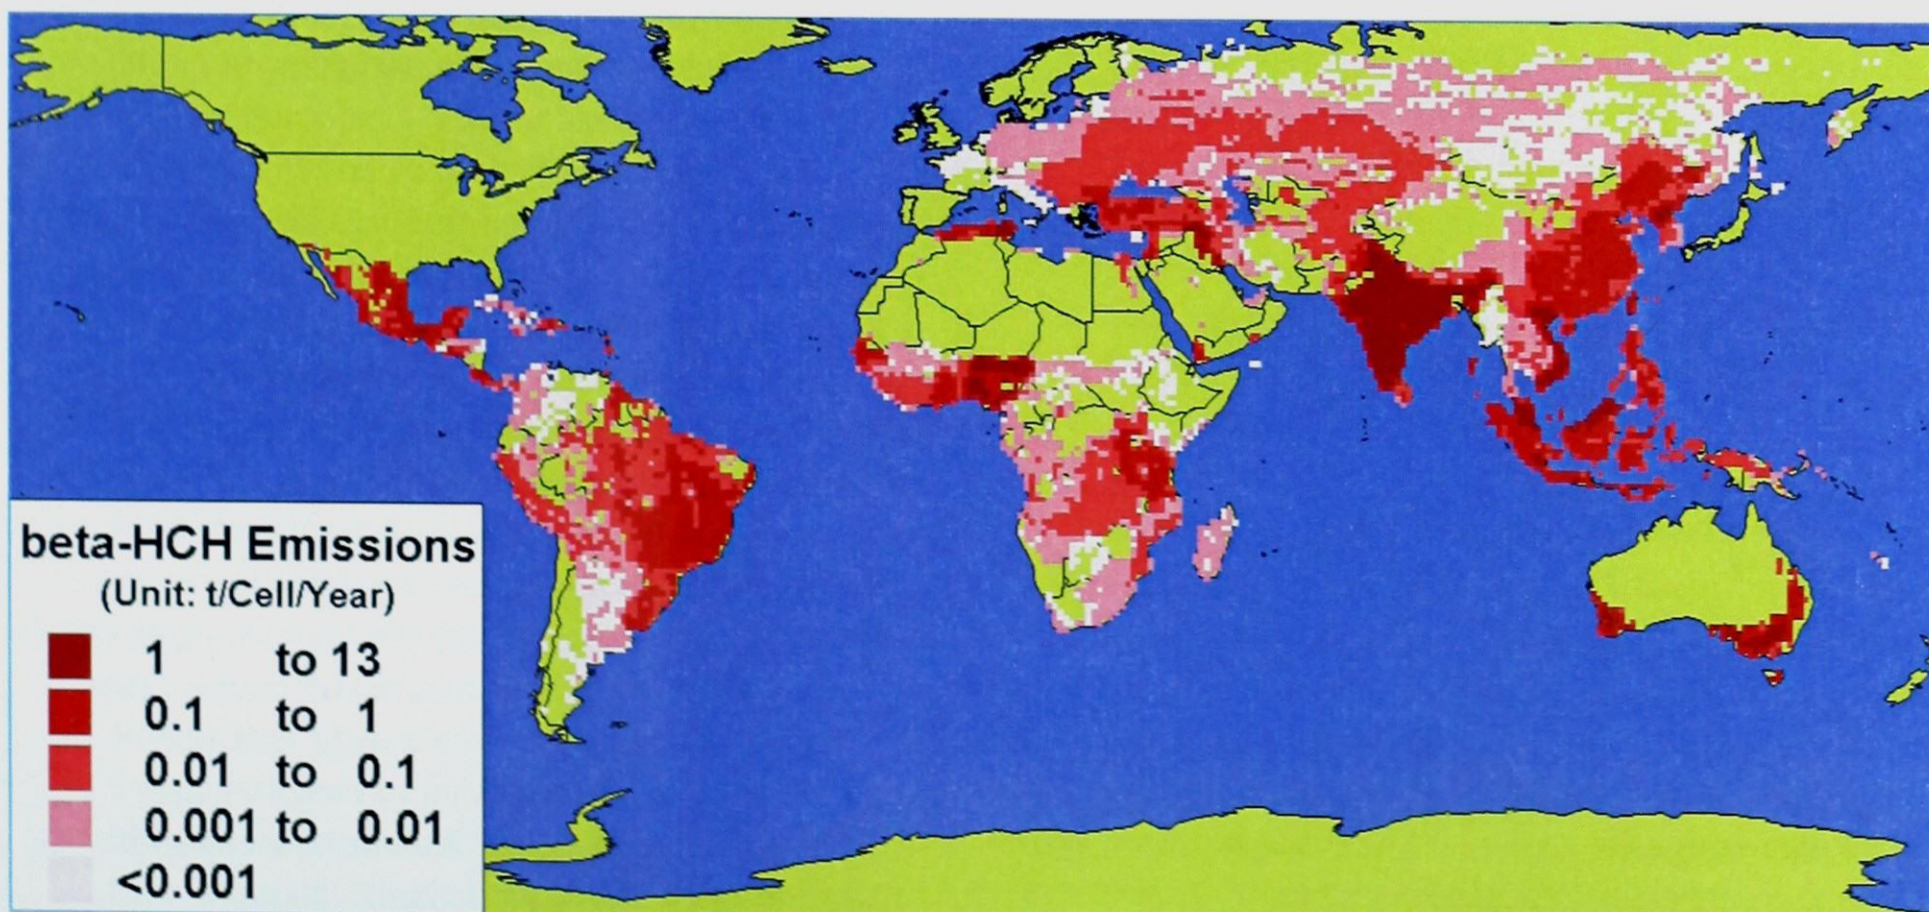 beta-HCH Emissions
(Unit: t/Cell/Year)
1 to 13
0.1 to 1
0.01 to 0.1
0.001 to 0.01
<0.001